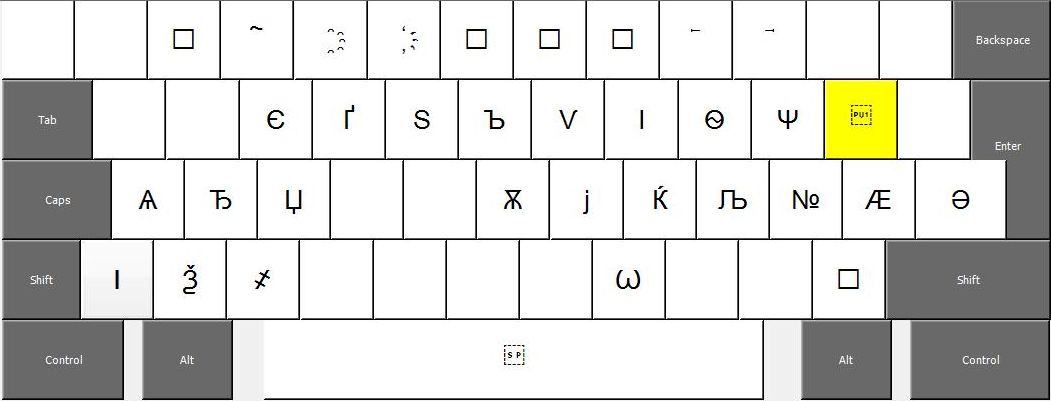 □ ~ □ □ □
Tab Є Ґ Ѕ Ъ Ѵ І Ѳ Ѱ PU1 Enter
Caps Ѧ Ђ Џ Ѫ ј Ќ Љ № Ӕ Ә
Shift Ѡ □ Shift
Control Alt SP Alt Control
Backspace